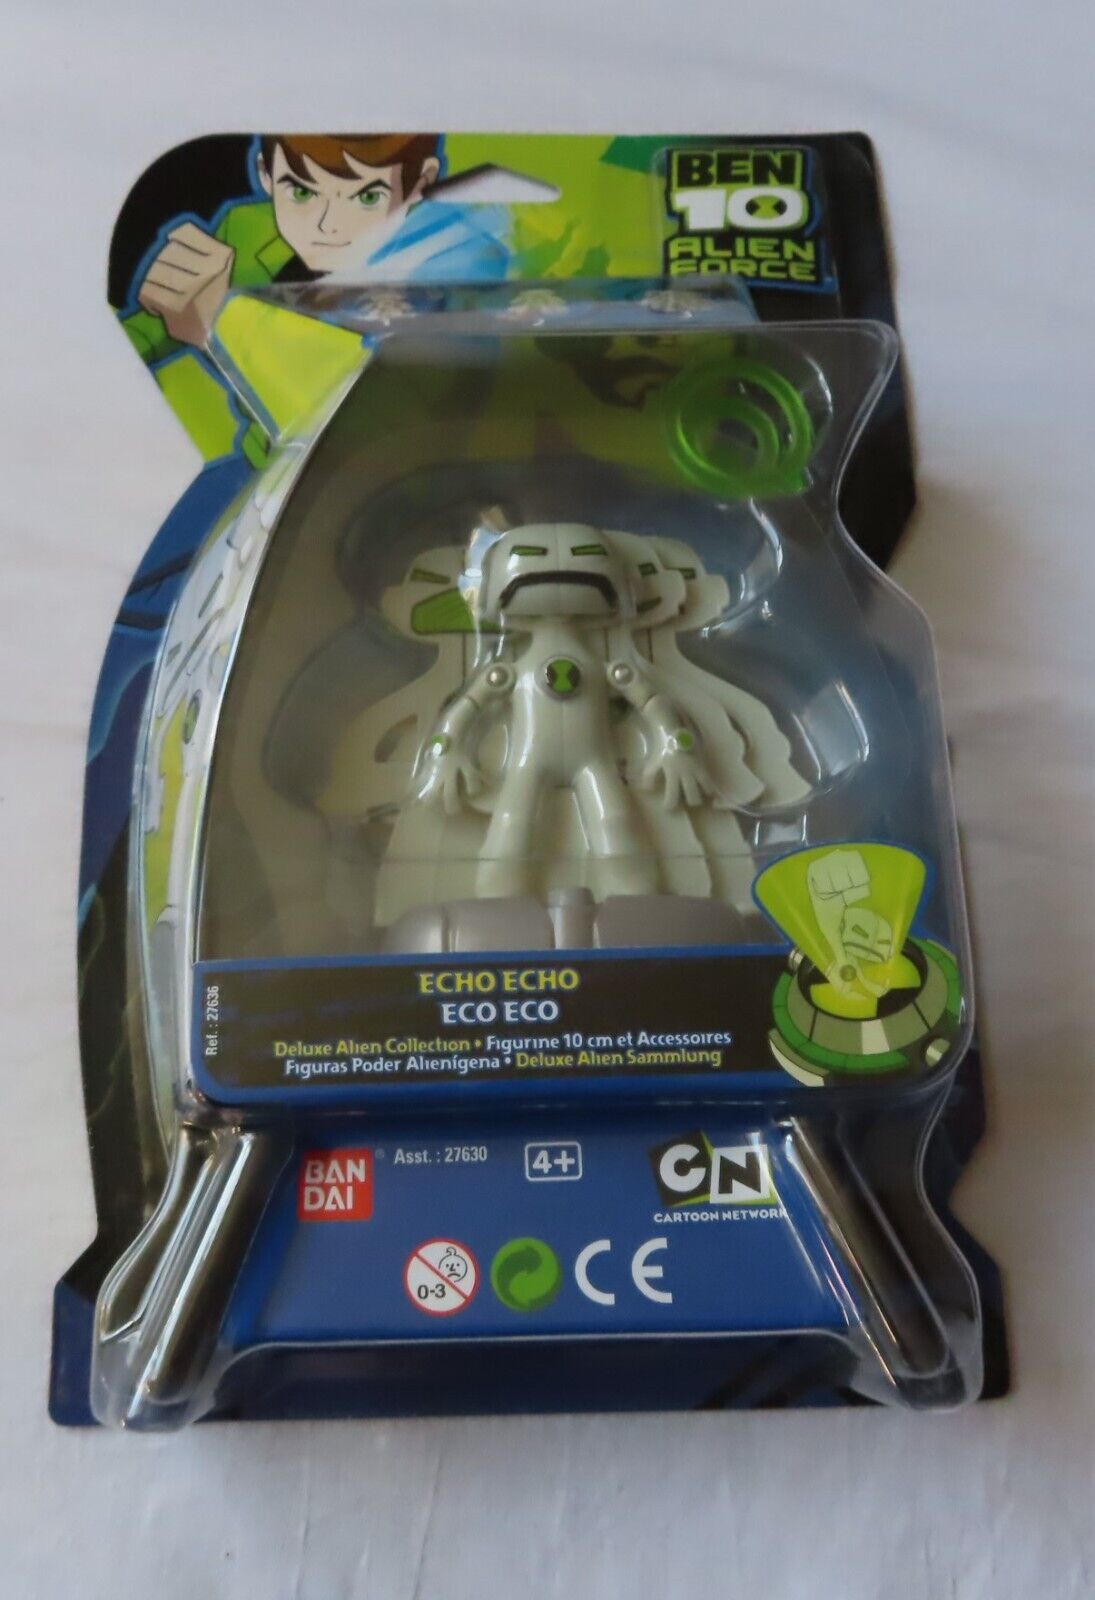 BEN
10
ALIEN
FORCE
ECHO ECHO
ECO ECO
Deluxe Alien Collection • Figurine 10 cm et Accessoires
Figuras Poder Alienígena • Deluxe Alien Sammlung
Ref.: 27636
BAN
DAI
®
Asst. : 27630
4+
CN
CARTOON NETWORK
0-3
CE